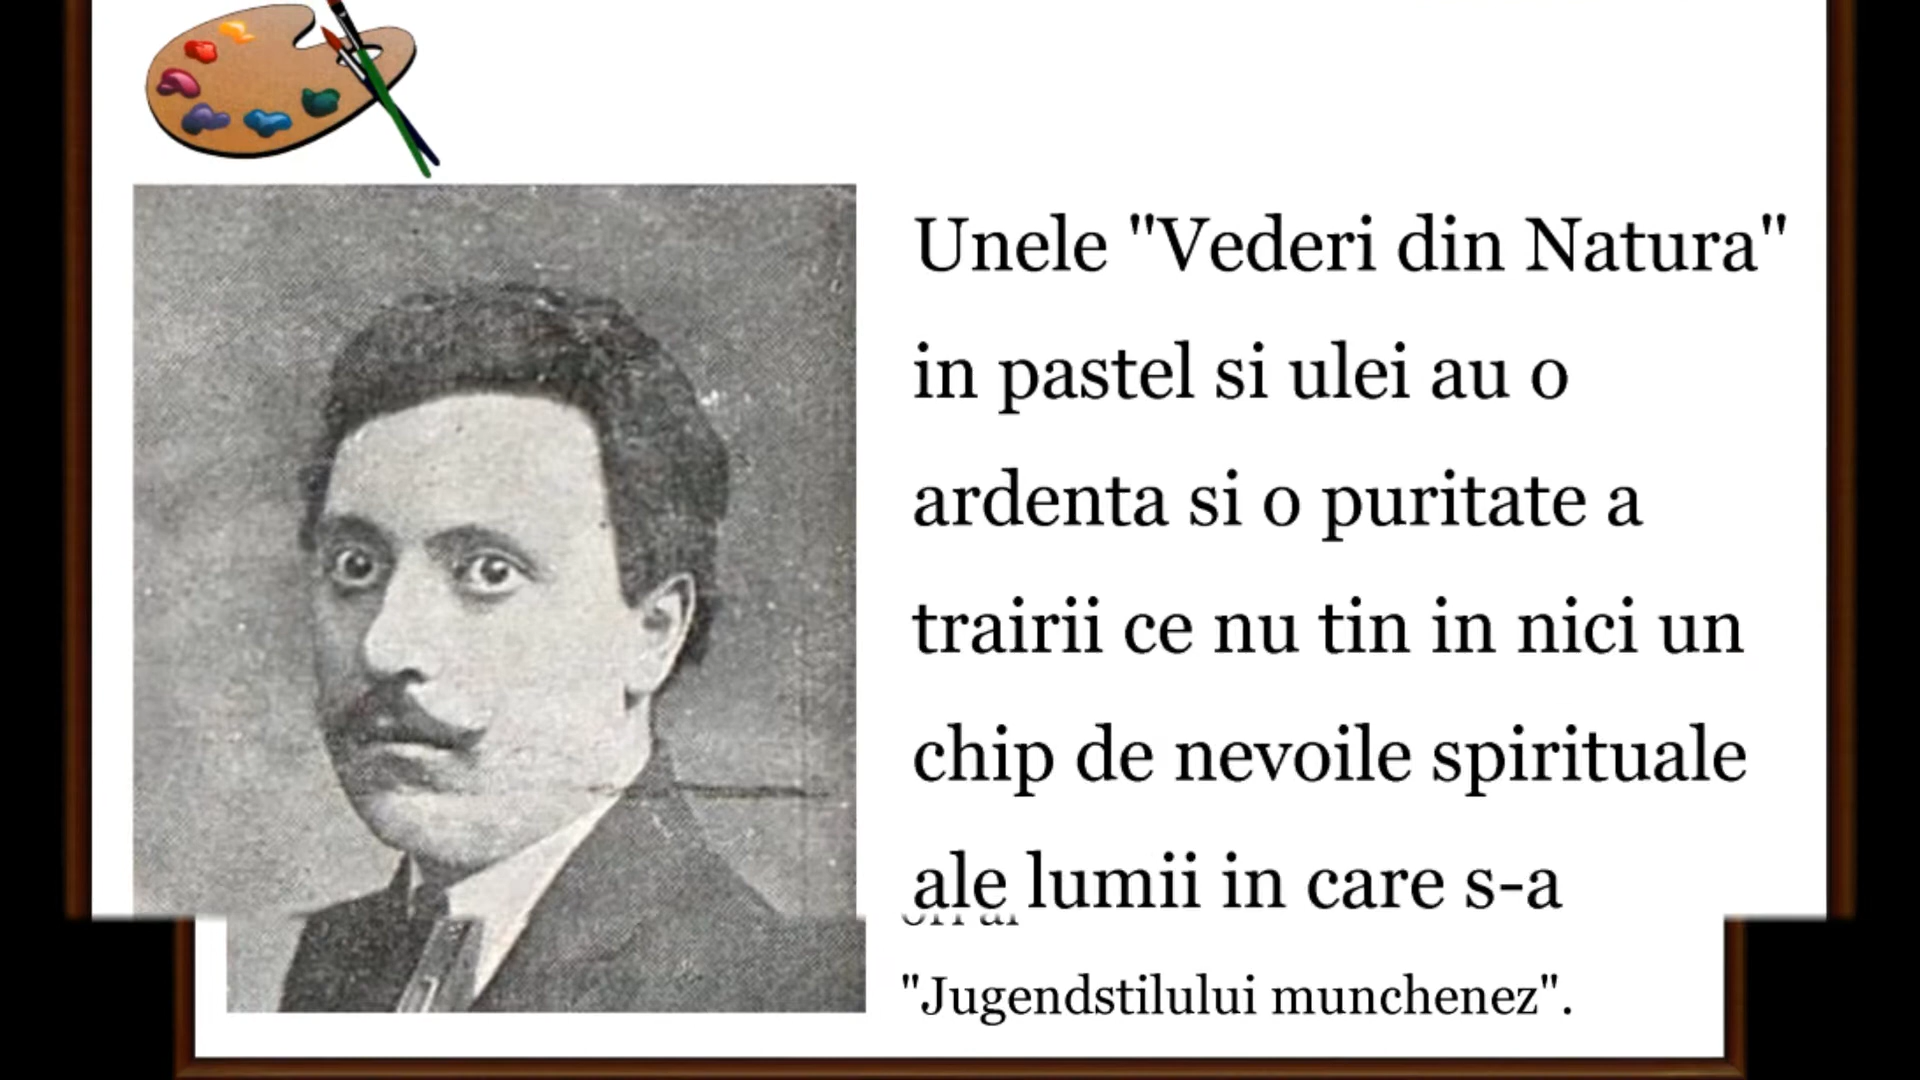 Unele "Vederi din Natura"
in pastel si ulei au o
ardenta si o puritate a
trairii ce nu tin in nici un
chip de nevoile spirituale
ale lumii in care s-a
"Jugendstilului munchenez".